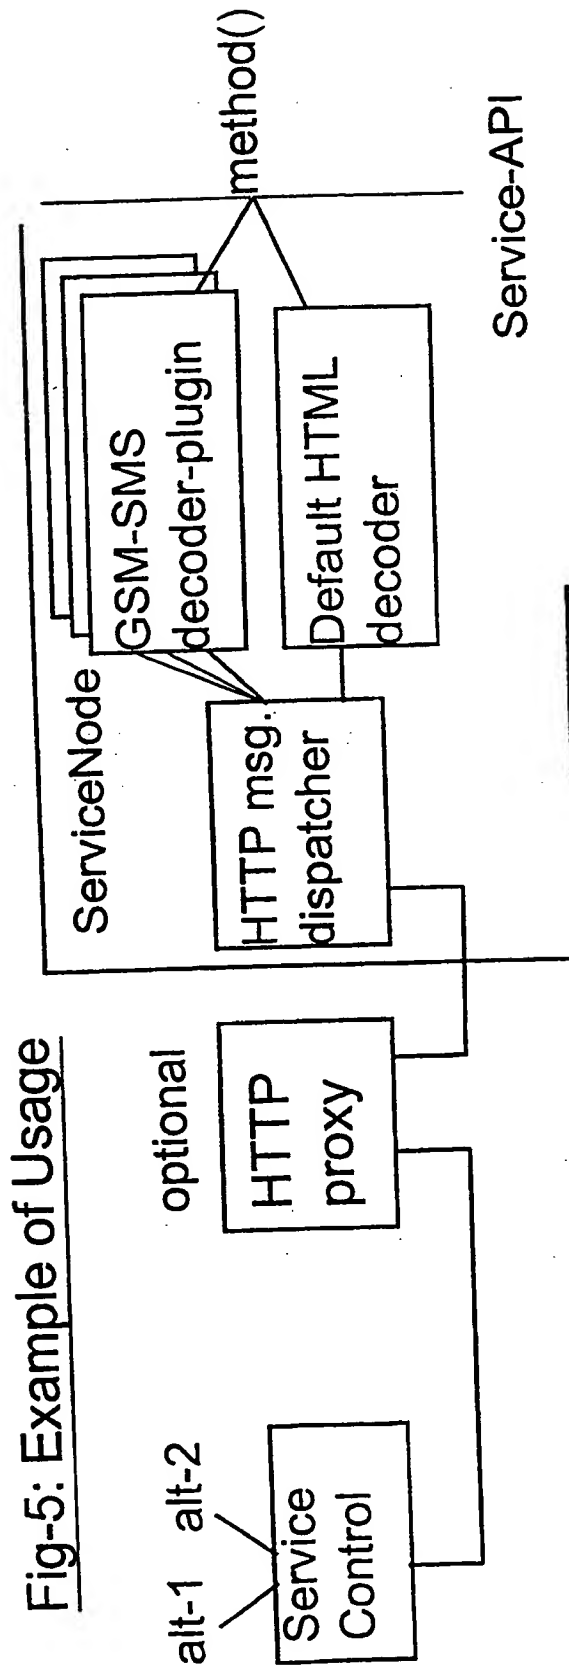 Fig-5: Example of Usage
alt-1 alt-2
Service
Control
optional
HTTP
proxy
ServiceNode
HTTP msg.
dispatcher
GSM-SMS
decoder-plugin
Default HTML
decoder
method()
Service-API